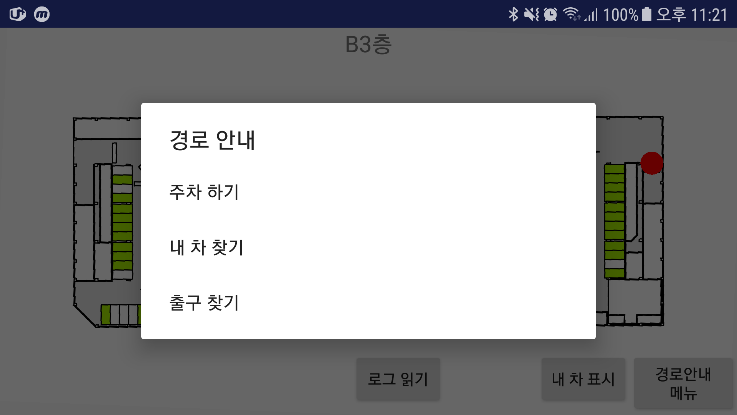 100% 오후 11:21
B3층
경로 안내
주차 하기
내 차 찾기
출구 찾기
로그 읽기
내 차 표시
경로안내
메뉴